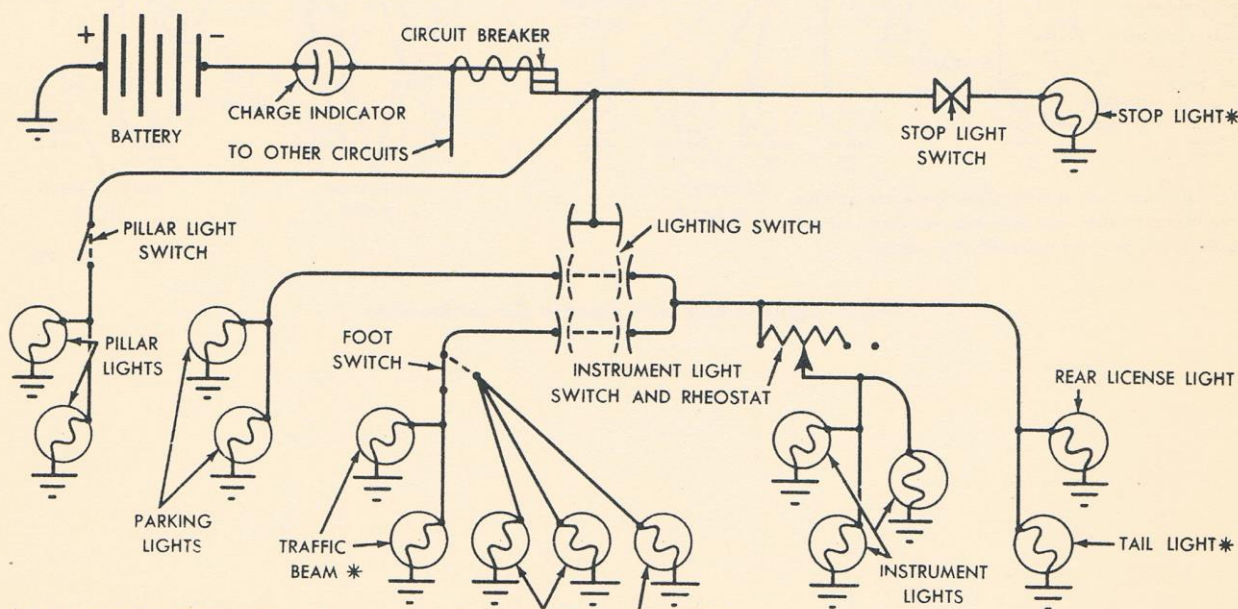 +
-
CIRCUIT BREAKER
CHARGE INDICATOR
BATTERY
TO OTHER CIRCUITS
STOP LIGHT
SWITCH
STOP LIGHT*
PILLAR LIGHT
SWITCH
LIGHTING SWITCH
PILLAR
LIGHTS
FOOT
SWITCH
INSTRUMENT LIGHT
SWITCH AND RHEOSTAT
REAR LICENSE LIGHT
PARKING
LIGHTS
TRAFFIC
BEAM *
INSTRUMENT
LIGHTS
TAIL LIGHT*